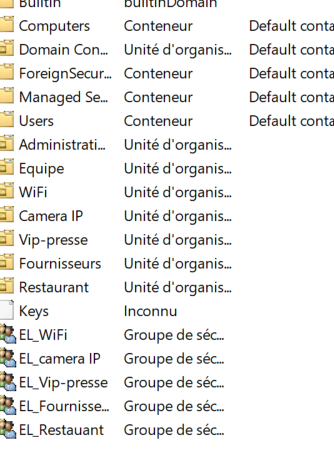 Builtin builtinDomain
Computers Conteneur Default conta
Domain Con... Unité d'organis...
ForeignSecur... Conteneur Default conta
Managed Se... Conteneur Default conta
Users Conteneur Default conta
Administrati... Unité d'organis...
Equipe Unité d'organis...
WiFi Unité d'organis...
Camera IP Unité d'organis...
Vip-presse Unité d'organis...
Fournisseurs Unité d'organis...
Restaurant Unité d'organis...
Keys Inconnu
EL_WiFi Groupe de séc...
EL_camera IP Groupe de séc...
EL_Vip-presse Groupe de séc...
EL_Fournisse... Groupe de séc...
EL_Restauant Groupe de séc...